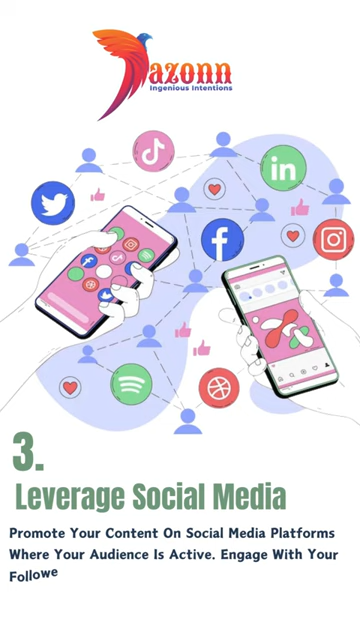 azonn
Ingenious Intentions
3.
Leverage Social Media
Promote Your Content On Social Media Platforms
Where Your Audience Is Active. Engage With Your
Followe